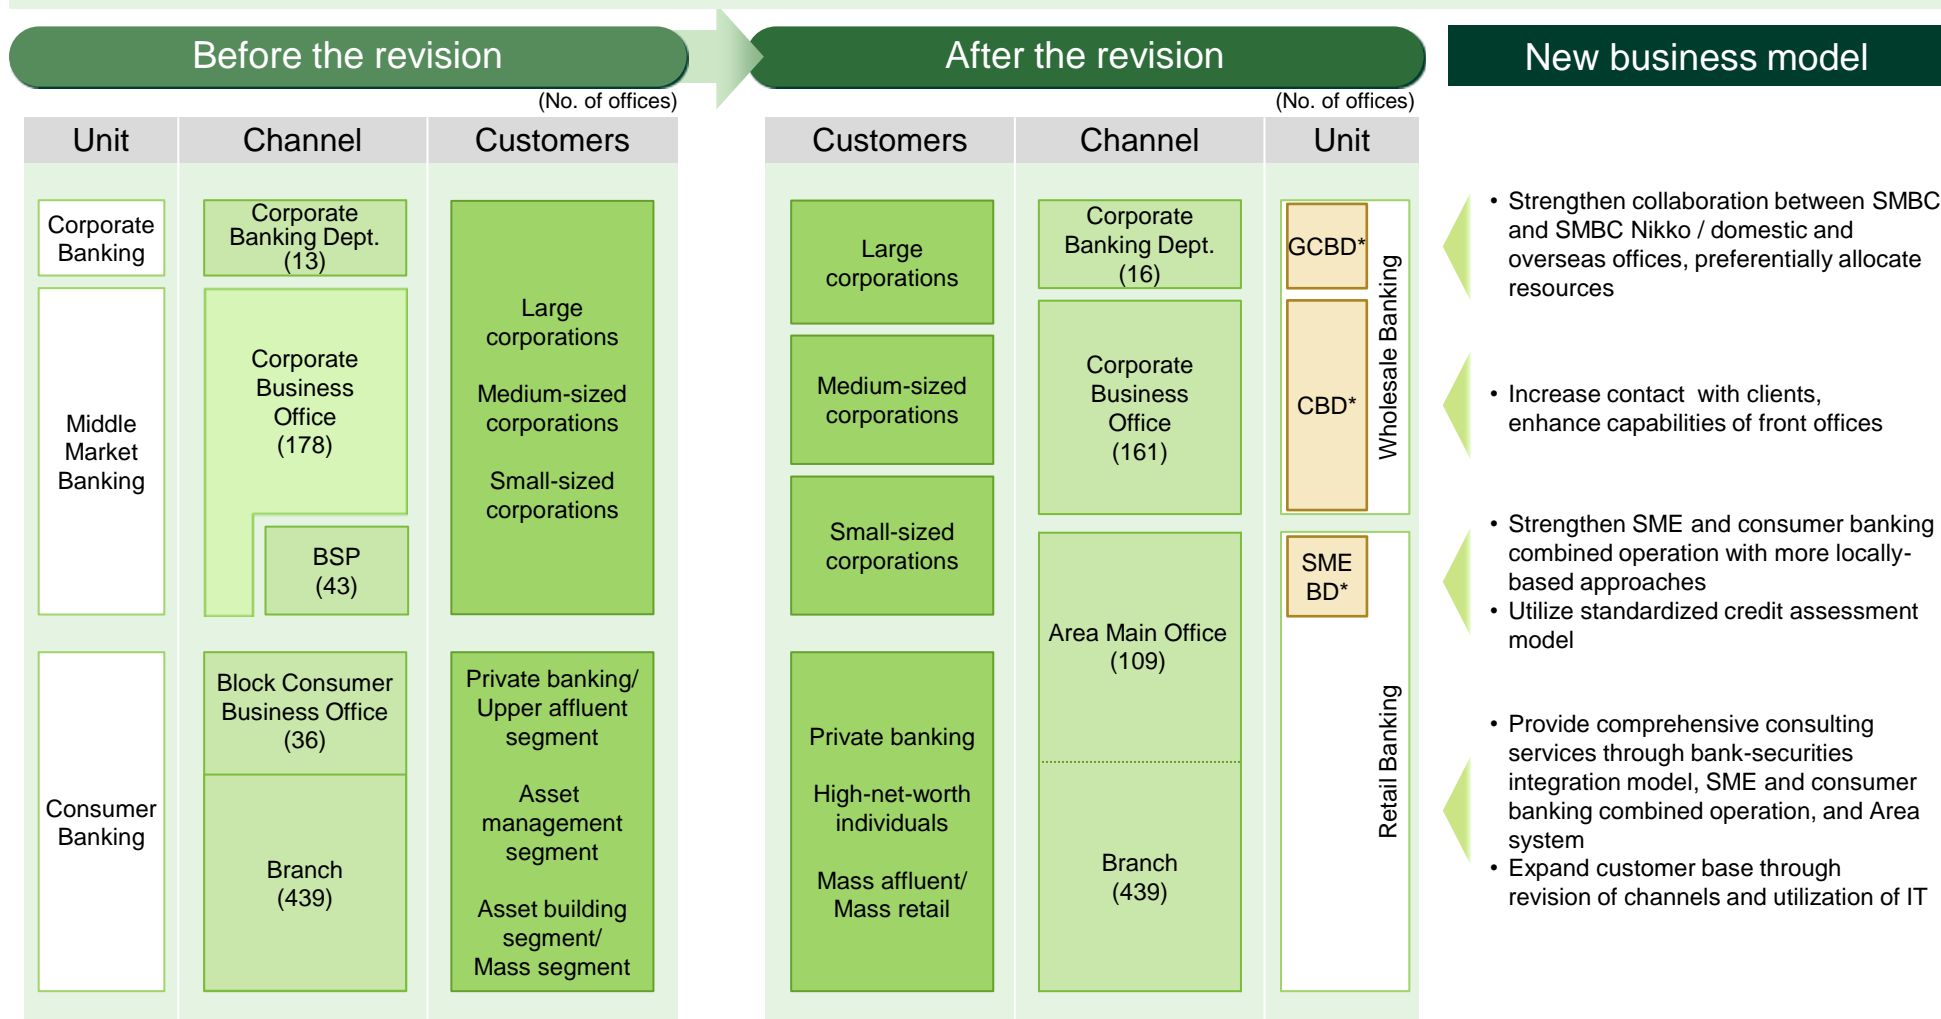 Before the revision
After the revision
New business model
(No. of offices)
(No. of offices)
Unit
Channel
Customers
Customers
Channel
Unit
Corporate
Banking
Middle
Market
Banking
Consumer
Banking
Corporate
Banking Dept.
(13)
Corporate
Business
Office
(178)
BSP
(43)
Block Consumer
Business Office
(36)
Branch
(439)
Large
corporations
Medium-sized
corporations
Small-sized
corporations
Private banking/
Upper affluent
segment
Asset
management
segment
Asset building
segment/
Mass segment
Large
corporations
Medium-sized
corporations
Small-sized
corporations
Private banking
High-net-worth
individuals
Mass affluent/
Mass retail
Corporate
Banking Dept.
(16)
Corporate
Business
Office
(161)
Area Main Office
(109)
Branch
(439)
GCBD*
CBD*
Wholesale Banking
SME
BD*
Retail Banking
• Strengthen collaboration between SMBC
and SMBC Nikko / domestic and
overseas offices, preferentially allocate
resources
• Increase contact with clients,
enhance capabilities of front offices
• Strengthen SME and consumer banking
combined operation with more locally-
based approaches
• Utilize standardized credit assessment
model
• Provide comprehensive consulting
services through bank-securities
integration model, SME and consumer
banking combined operation, and Area
system
• Expand customer base through
revision of channels and utilization of IT